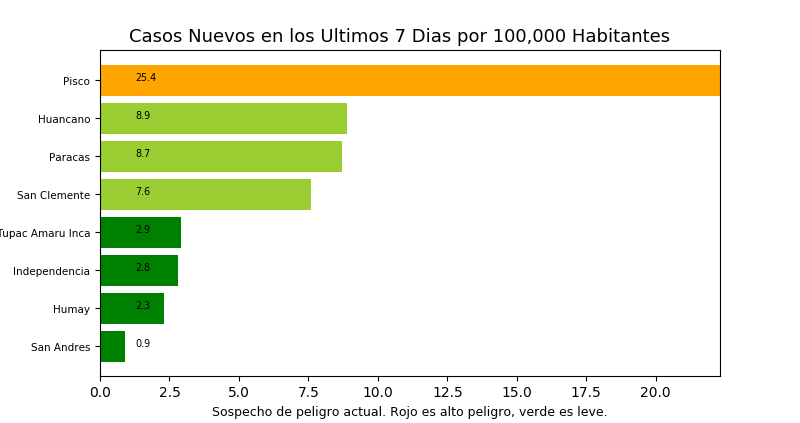 Casos Nuevos en los Ultimos 7 Dias por 100,000 Habitantes
Pisco 25.4
Huancano 8.9
Paracas 8.7
San Clemente 7.6
Tupac Amaru Inca 2.9
Independencia 2.8
Humay 2.3
San Andres 0.9
0.0 2.5 5.0 7.5 10.0 12.5 15.0 17.5 20.0
Sospecho de peligro actual. Rojo es alto peligro, verde es leve.